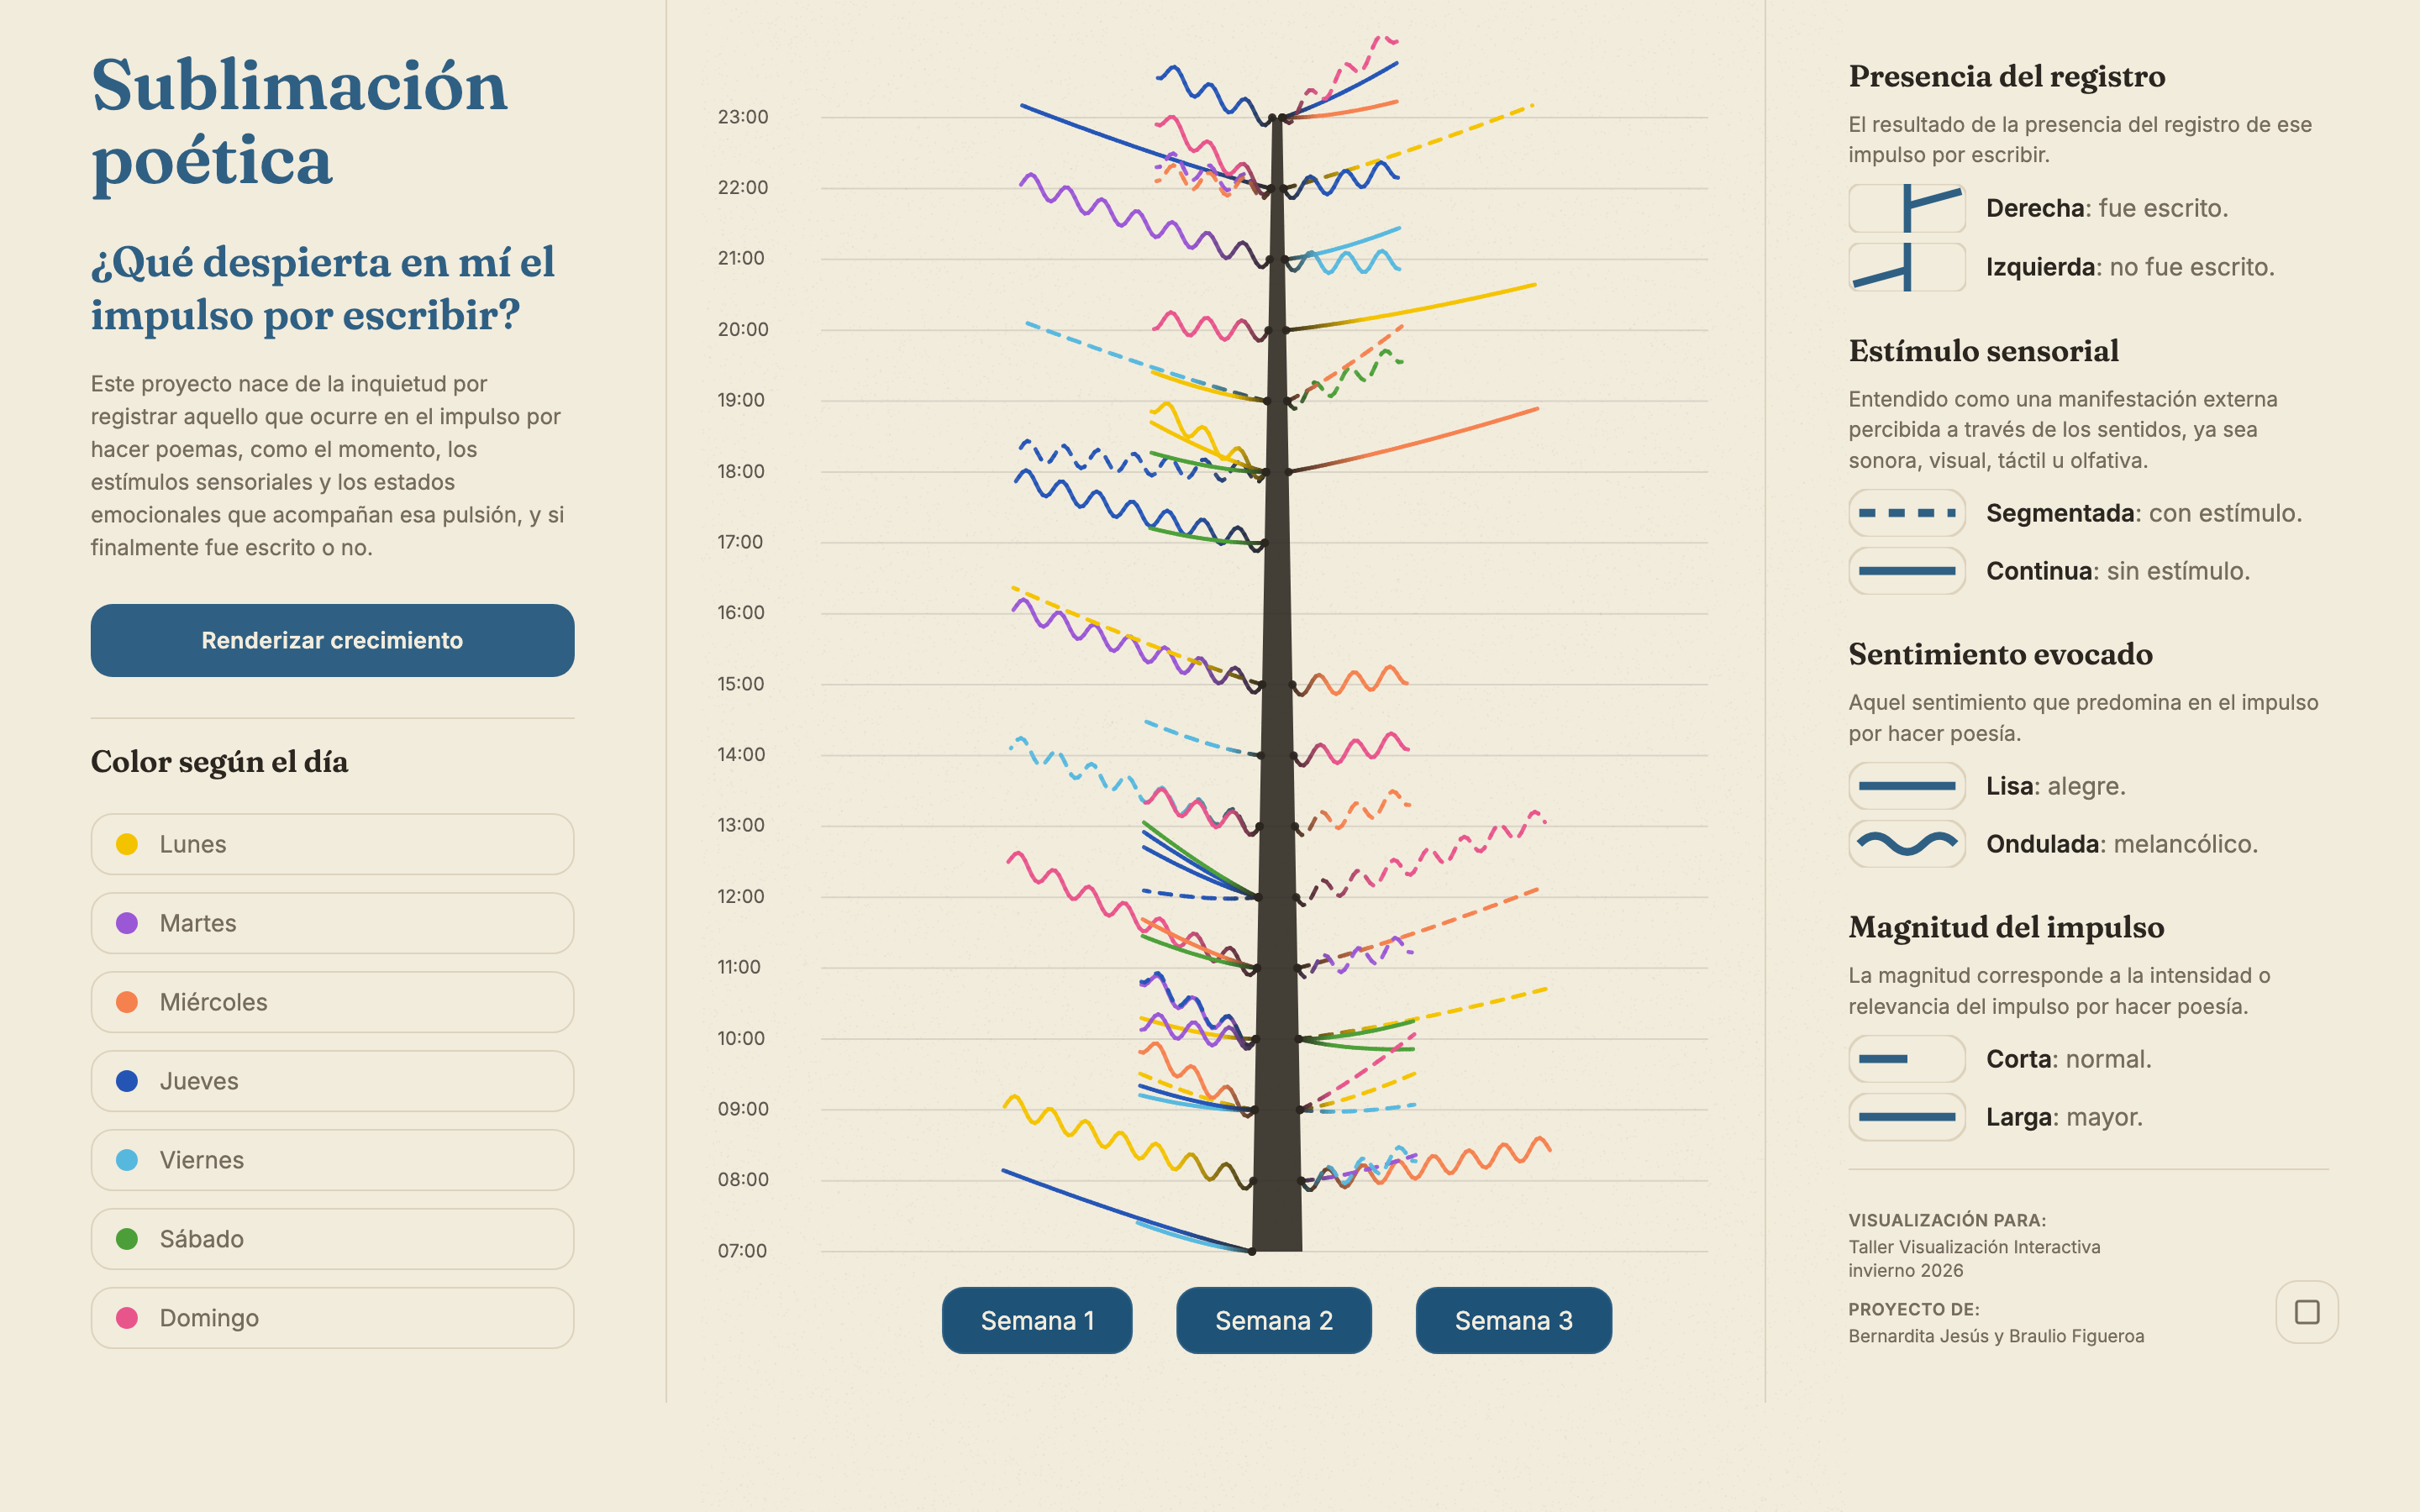 Sublimación
poética
¿Qué despierta en mí el
impulso por escribir?
Este proyecto nace de la inquietud por
registrar aquello que ocurre en el impulso por
hacer poemas, como el momento, los
estímulos sensoriales y los estados
emocionales que acompañan esa pulsión, y si
finalmente fue escrito o no.
Renderizar crecimiento
Color según el día
Lunes
Martes
Miércoles
Jueves
Viernes
Sábado
Domingo
23:00
22:00
21:00
20:00
19:00
18:00
17:00
16:00
15:00
14:00
13:00
12:00
11:00
10:00
09:00
08:00
07:00
Semana 1
Semana 2
Semana 3
Presencia del registro
El resultado de la presencia del registro de ese
impulso por escribir.
Derecha: fue escrito.
Izquierda: no fue escrito.
Estímulo sensorial
Entendido como una manifestación externa
percibida a través de los sentidos, ya sea
sonora, visual, táctil u olfativa.
Segmentada: con estímulo.
Continua: sin estímulo.
Sentimiento evocado
Aquel sentimiento que predomina en el impulso
por hacer poesía.
Lisa: alegre.
Ondulada: melancólico.
Magnitud del impulso
La magnitud corresponde a la intensidad o
relevancia del impulso por hacer poesía.
Corta: normal.
Larga: mayor.
VISUALIZACIÓN PARA:
Taller Visualización Interactiva
invierno 2026
PROYECTO DE:
Bernardita Jesús y Braulio Figueroa